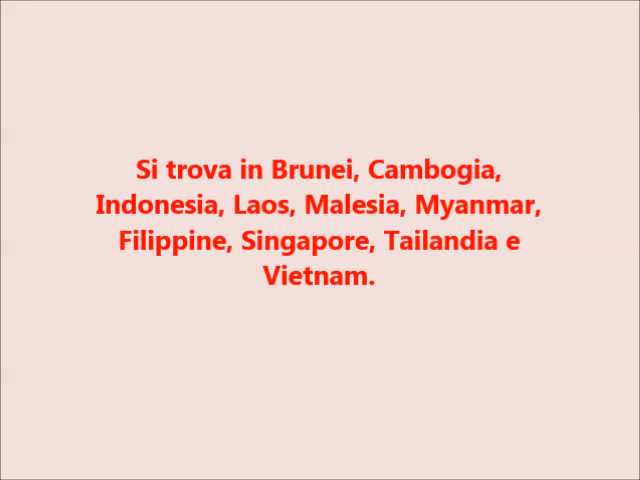 Si trova in Brunei, Cambogia,
Indonesia, Laos, Malesia, Myanmar,
Filippine, Singapore, Tailandia e
Vietnam.